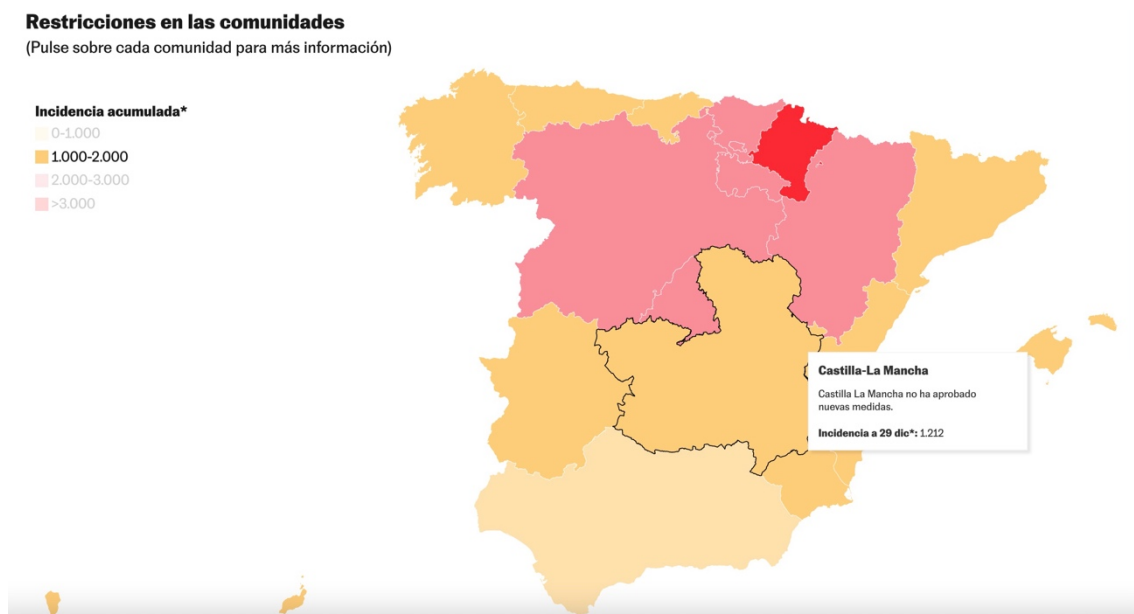 Restricciones en las comunidades
(Pulse sobre cada comunidad para más información)
Incidencia acumulada*
0-1.000
1.000-2.000
2.000-3.000
>3.000
Castilla-La Mancha
Castilla La Mancha no ha aprobado
nuevas medidas.
Incidencia a 29 dic*: 1.212